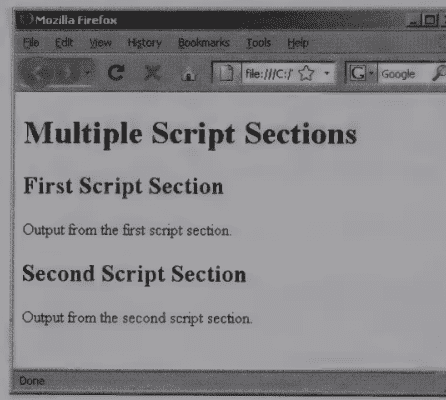 Mozilla Firefox
File Edit View History Bookmarks Tools Help
file:///C:/ G Google
Multiple Script Sections
First Script Section
Output from the first script section.
Second Script Section
Output from the second script section.
Done